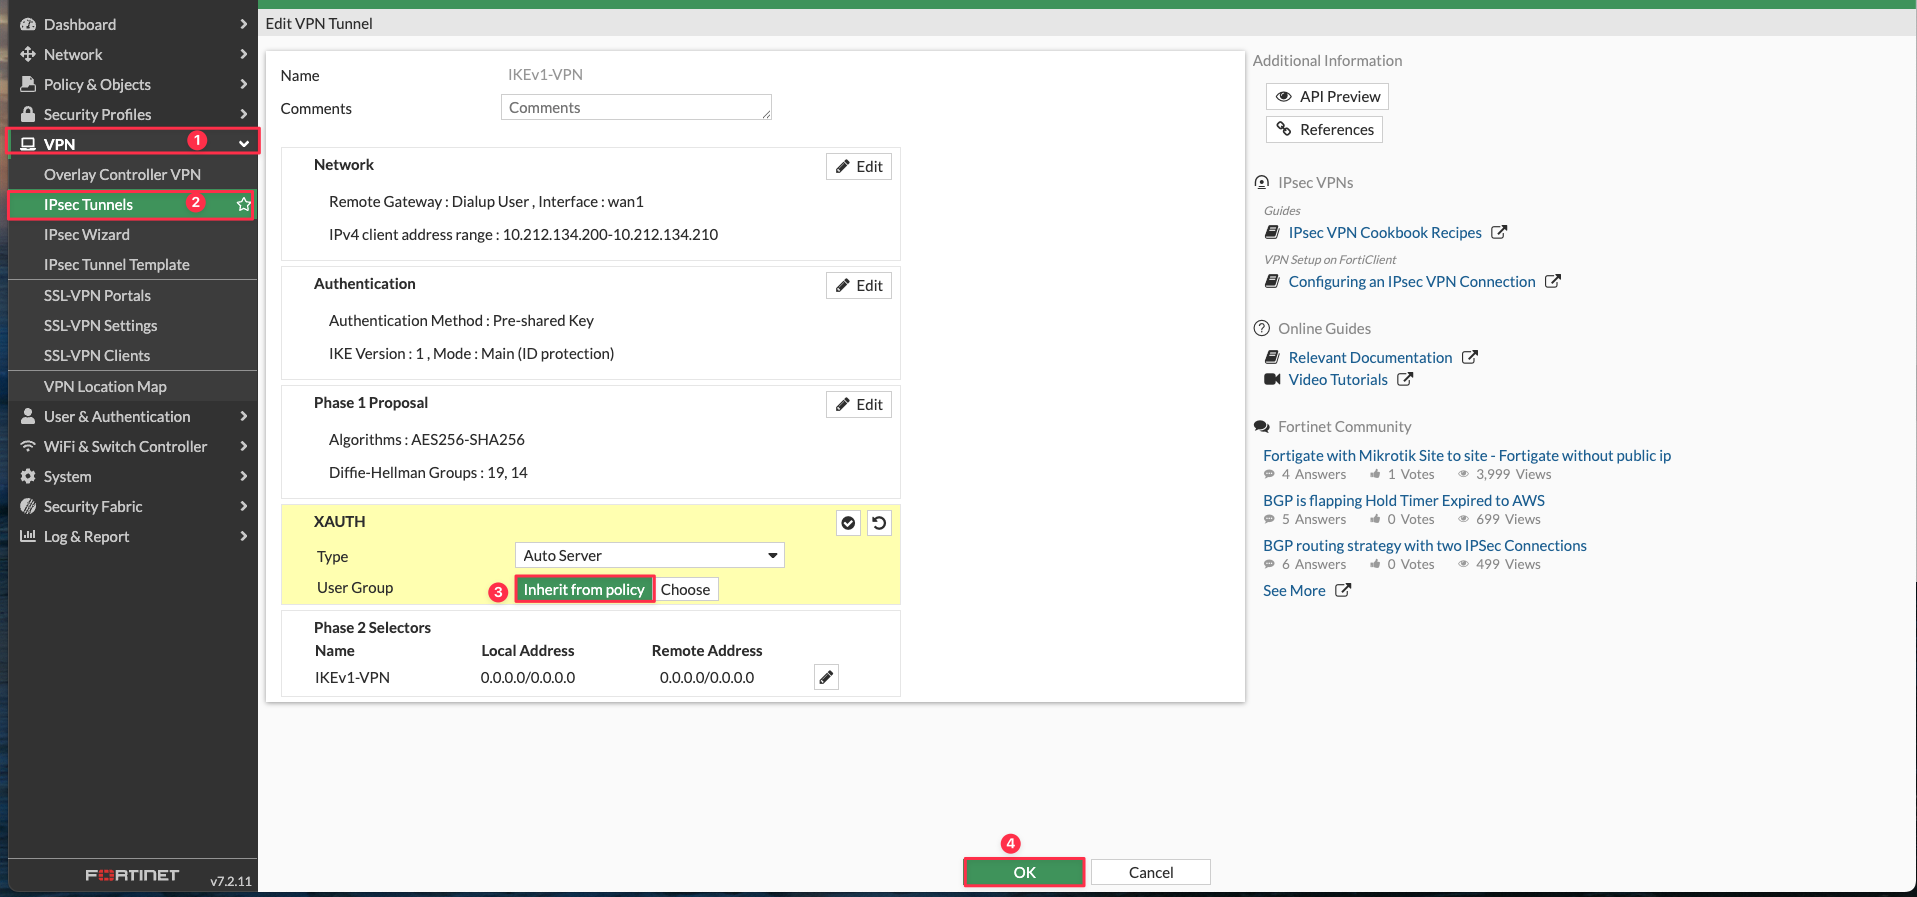 Dashboard
Network
Policy & Objects
Security Profiles
VPN
1
Overlay Controller VPN
IPsec Tunnels
2
IPsec Wizard
IPsec Tunnel Template
SSL-VPN Portals
SSL-VPN Settings
SSL-VPN Clients
VPN Location Map
User & Authentication
WiFi & Switch Controller
System
Security Fabric
Log & Report
FORTINET
v7.2.11
Edit VPN Tunnel
Name IKEv1-VPN
Comments Comments
Network Edit
Remote Gateway : Dialup User , Interface : wan1
IPv4 client address range : 10.212.134.200-10.212.134.210
Authentication Edit
Authentication Method : Pre-shared Key
IKE Version : 1 , Mode : Main (ID protection)
Phase 1 Proposal Edit
Algorithms : AES256-SHA256
Diffie-Hellman Groups : 19, 14
XAUTH
Type Auto Server
User Group 3 Inherit from policy Choose
Phase 2 Selectors
Name Local Address Remote Address
IKEv1-VPN 0.0.0.0/0.0.0.0 0.0.0.0/0.0.0.0
4
OK Cancel
Additional Information
API Preview
References
IPsec VPNs
Guides
IPsec VPN Cookbook Recipes
VPN Setup on FortiClient
Configuring an IPsec VPN Connection
? Online Guides
Relevant Documentation
Video Tutorials
Fortinet Community
Fortigate with Mikrotik Site to site - Fortigate without public ip
4 Answers 1 Votes 3,999 Views
BGP is flapping Hold Timer Expired to AWS
5 Answers 0 Votes 699 Views
BGP routing strategy with two IPSec Connections
6 Answers 0 Votes 499 Views
See More